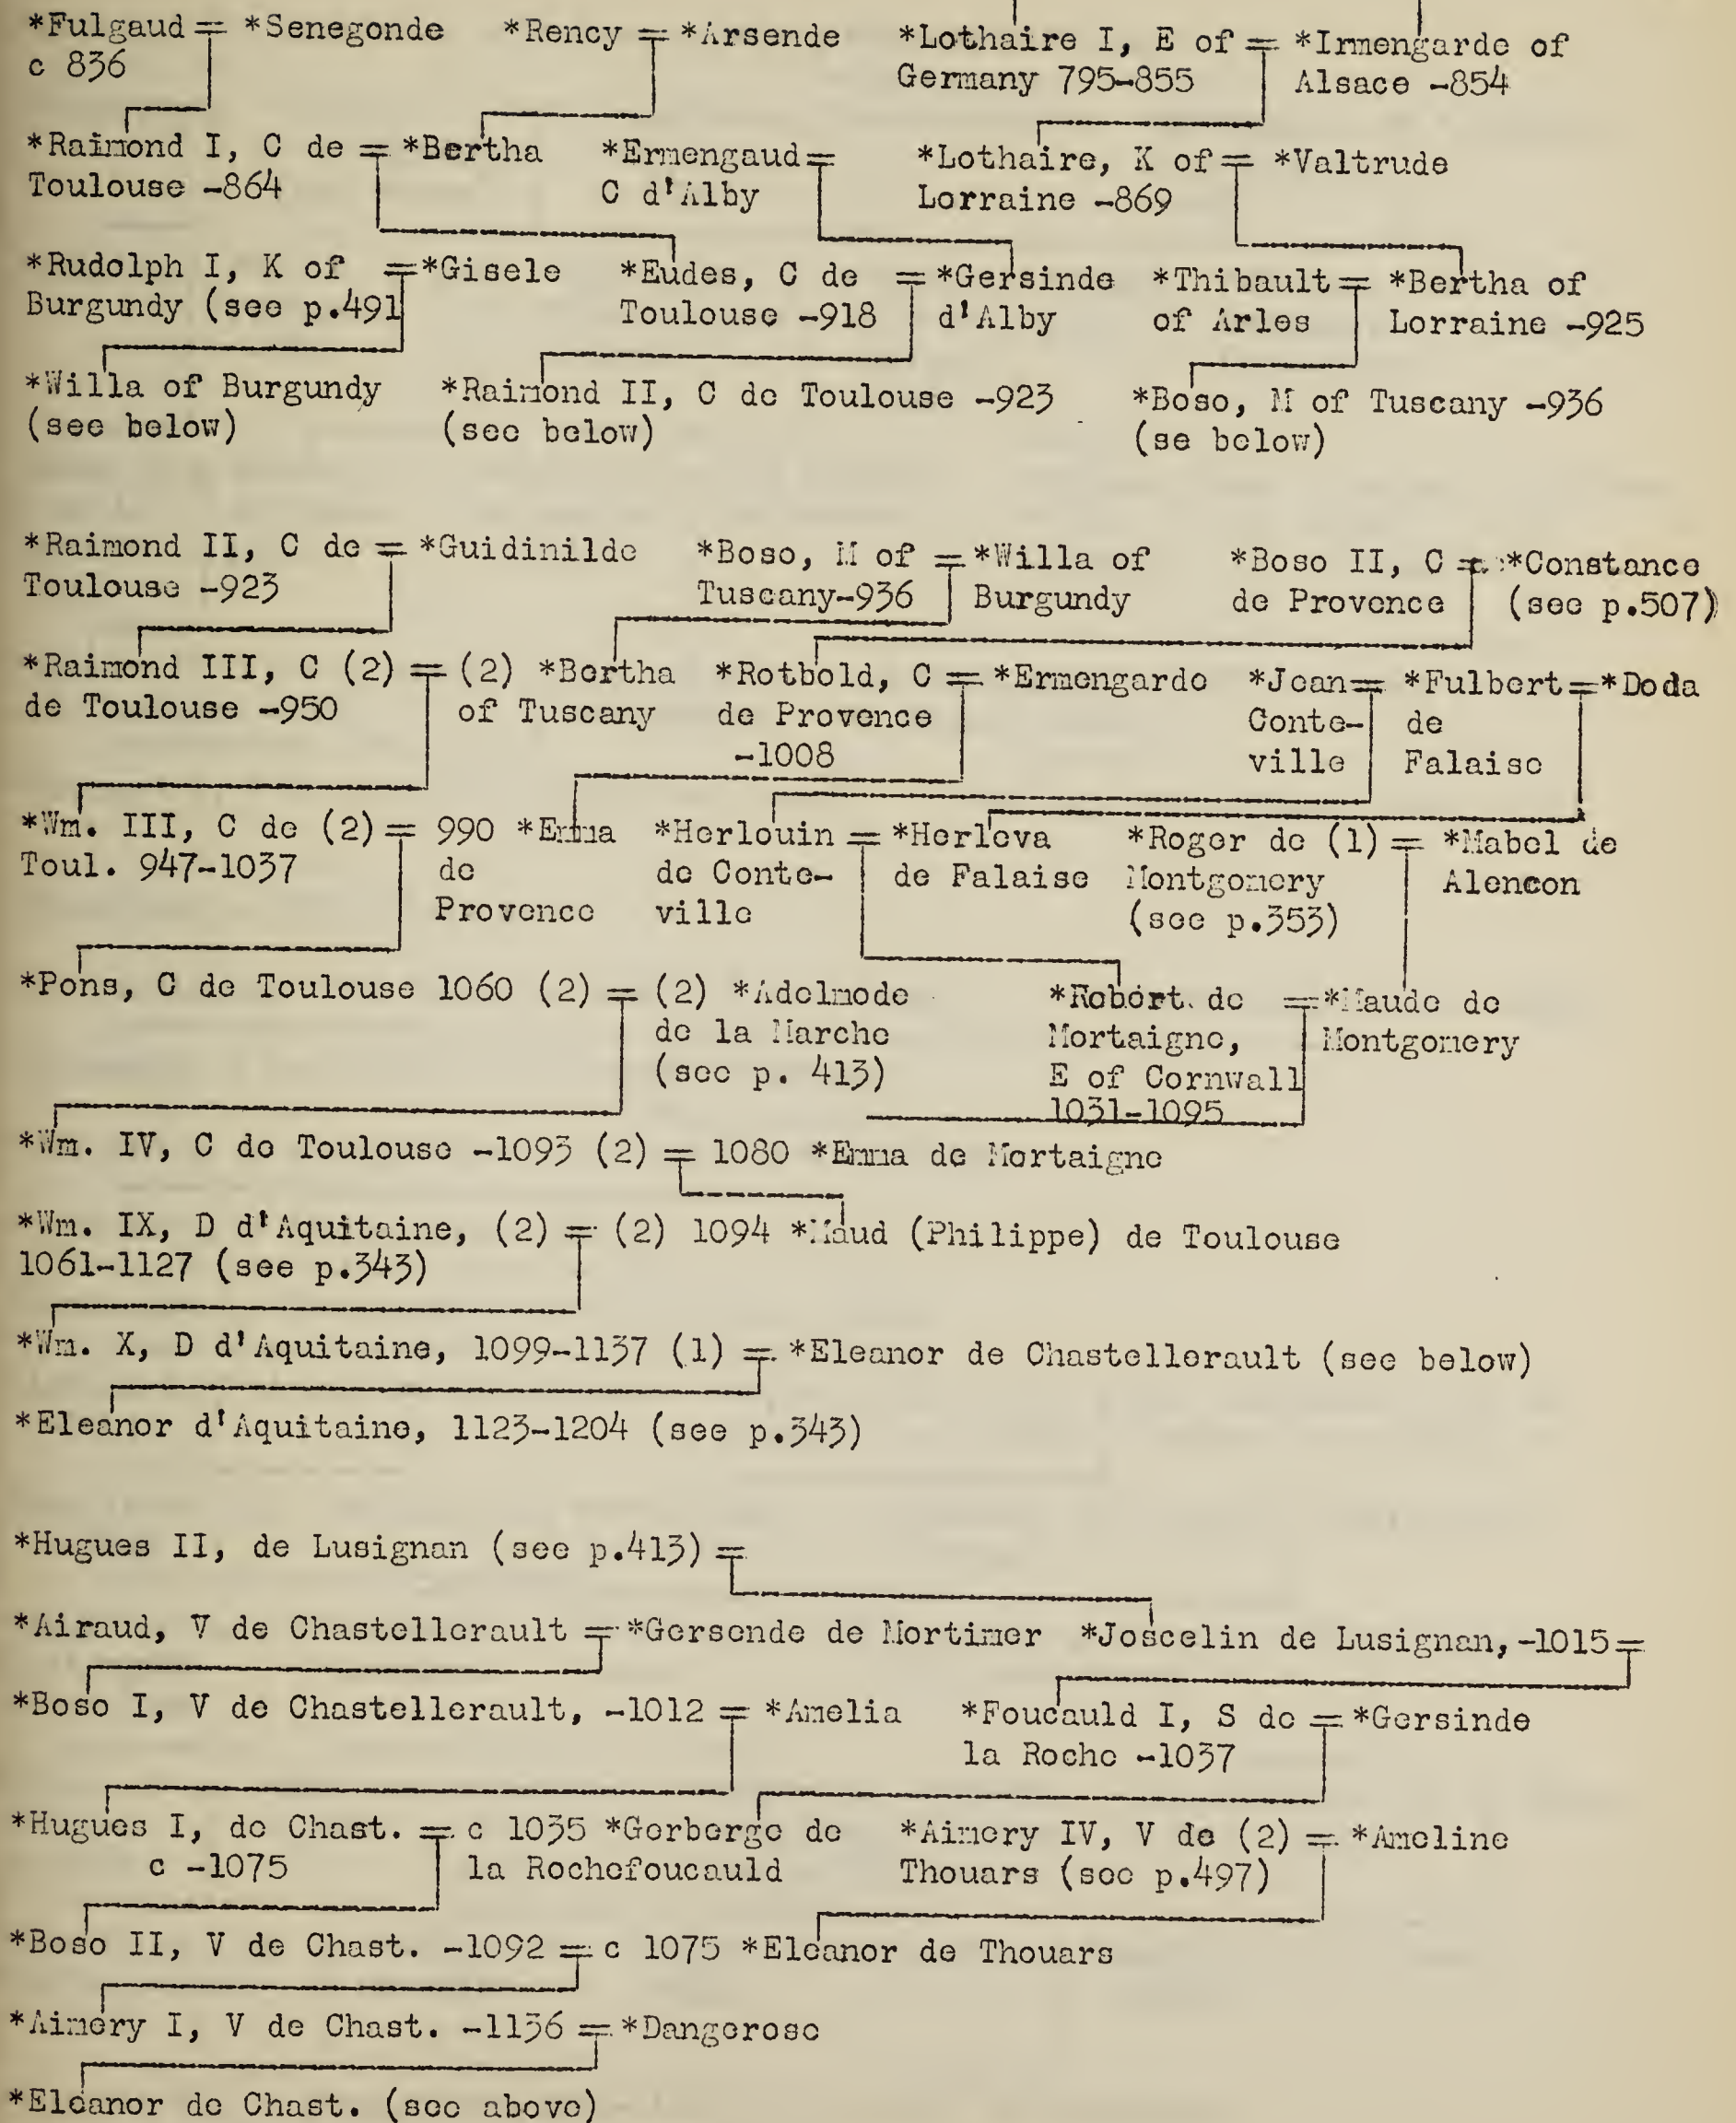 *Fulgaud = *Senegonde *Rency = *Arsende *Lothaire I, E of = *Irmengarde of
c 836 Germany 795-855 Alsace -854
*Raimond I, C de = *Bertha *Ermengaud= *Lothaire, K of = *Valtrude
Toulouse -864 C d'Alby Lorraine -869
*Rudolph I, K of =*Gisele *Eudes, C de = *Gersinde *Thibault= *Bertha of
Burgundy (see p.491 Toulouse -918 d'Alby of Arles Lorraine -925
*Willa of Burgundy *Raimond II, C de Toulouse -923 *Boso, M of Tuscany -936
(see below) (see below) (se below)
*Raimond II, C de = *Guidinilde *Boso, M of =*Willa of *Boso II, C = *Constance
Toulouse -923 Tuscany-936 Burgundy de Provence (see p.507)
*Raimond III, C (2) = (2) *Bertha *Rotbold, C = *Ermengarde *Jean= *Fulbert=*Doda
de Toulouse -950 of Tuscany de Provence Conte- de
-1008 ville Falaise
*Wm. III, C de (2)= 990 *Emma *Herlouin = *Herleva *Roger de (1) = *Mabel de
Toul. 947-1037 de de Conte- de Falaise Montgomery Alencon
Provence ville (see p.353)
*Pons, C de Toulouse 1060 (2) = (2) *Adelmode *Robert. de =*Maude de
de la Marche Mortaigne, Montgomery
(see p. 413) E of Cornwall
1031-1095
*Wm. IV, C de Toulouse -1093 (2) = 1080 *Emma de Mortaigne
*Wm. IX, D d'Aquitaine, (2) = (2) 1094 *Maud (Philippe) de Toulouse
1061-1127 (see p.343)
*Wm. X, D d'Aquitaine, 1099-1137 (1) = *Eleanor de Chastellerault (see below)
*Eleanor d'Aquitaine, 1123-1204 (see p.343)
*Hugues II, de Lusignan (see p.413) =
*Airaud, V de Chastellerault = *Gersende de Mortimer *Joscelin de Lusignan, -1015=
*Boso I, V de Chastellerault, -1012 = *Amelia *Foucauld I, S de = *Gersinde
la Roche -1037
*Hugues I, de Chast. = c 1035 *Gerberge de *Aimery IV, V de (2) = *Ameline
c -1075 la Rochefoucauld Thouars (see p.497)
*Boso II, V de Chast. -1092 = c 1075 *Eleanor de Thouars
*Aimery I, V de Chast. -1136 = *Dangerose
*Eleanor de Chast. (see above)